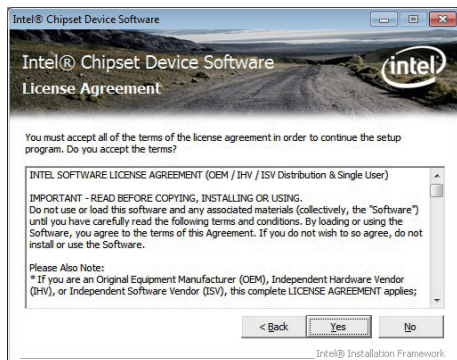 Intel® Chipset Device Software
Intel® Chipset Device Software
License Agreement
intel
You must accept all of the terms of the license agreement in order to continue the setup
program. Do you accept the terms?
INTEL SOFTWARE LICENSE AGREEMENT (OEM / IHV / ISV Distribution & Single User)
IMPORTANT - READ BEFORE COPYING, INSTALLING OR USING.
Do not use or load this software and any associated materials (collectively, the "Software")
until you have carefully read the following terms and conditions. By loading or using the
Software, you agree to the terms of this Agreement. If you do not wish to so agree, do not
install or use the Software.
Please Also Note:
* If you are an Original Equipment Manufacturer (OEM), Independent Hardware Vendor
(IHV), or Independent Software Vendor (ISV), this complete LICENSE AGREEMENT applies;
< Back Yes No
Intel® Installation Framework